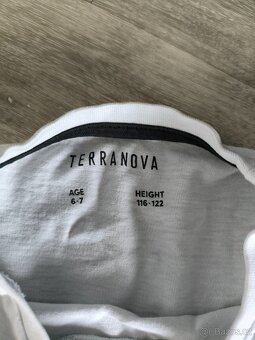 TERRANOVA
AGE HEIGHT
6-7 116-122